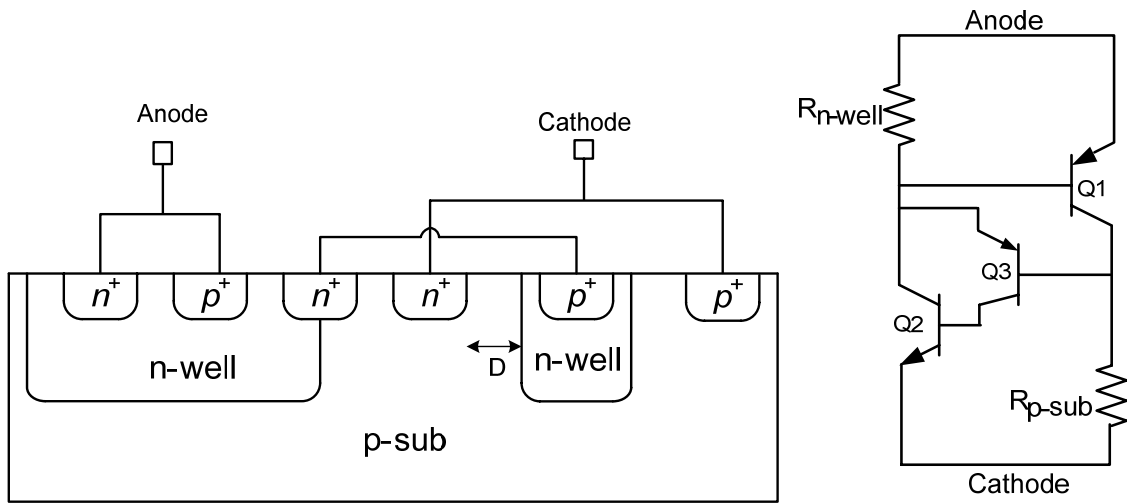 Anode
Cathode
n+ p+ n+ n+ p+ p+
n-well
D
n-well
p-sub
Anode
Rn-well
Q1
Q3
Q2
Rp-sub
Cathode